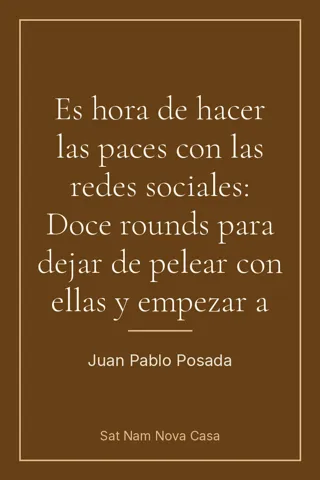 Es hora de hacer
las paces con las
redes sociales:
Doce rounds para
dejar de pelear con
ellas y empezar a
Juan Pablo Posada
Sat Nam Nova Casa